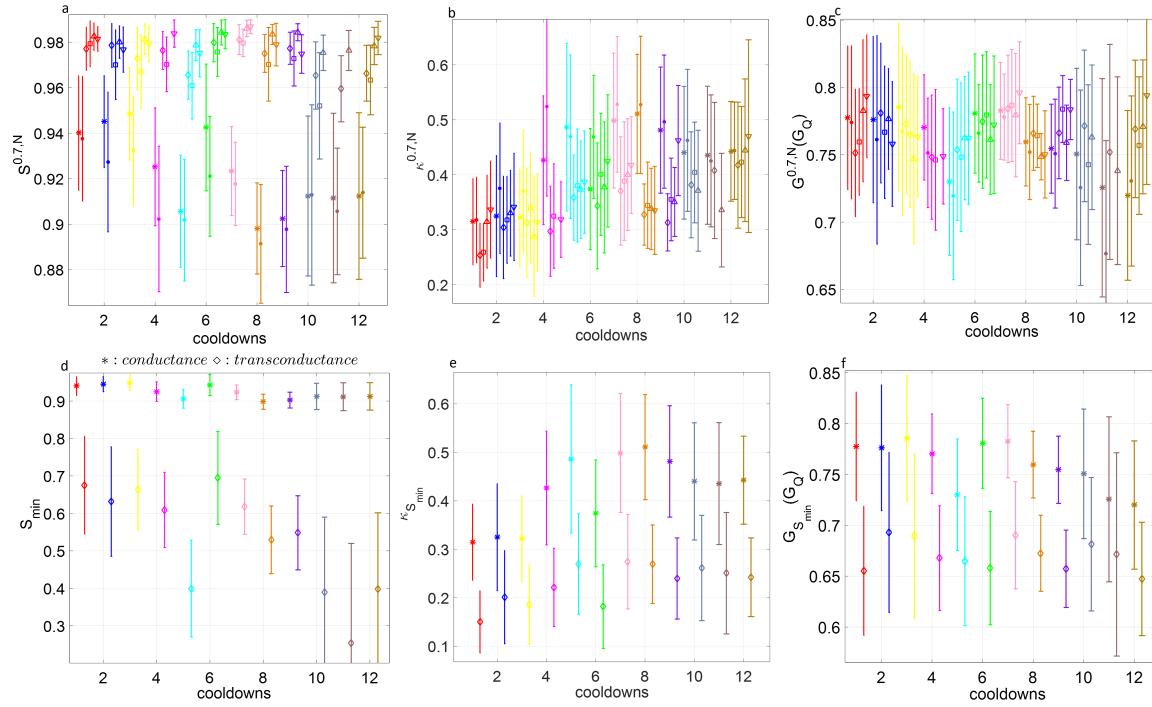 a
S^{0.7,N}
0.98
0.96
0.94
0.92
0.9
0.88
2 4 6 8 10 12
cooldowns
b
κ^{0.7,N}
0.6
0.5
0.4
0.3
0.2
2 4 6 8 10 12
cooldowns
c
G^{0.7,N}(G_Q)
0.85
0.8
0.75
0.7
0.65
2 4 6 8 10 12
cooldowns
* : conductance ◇ : transconductance
d
S_{min}
0.9
0.8
0.7
0.6
0.5
0.4
0.3
2 4 6 8 10 12
cooldowns
e
κ_{S_{min}}
0.6
0.5
0.4
0.3
0.2
0.1
2 4 6 8 10 12
cooldowns
f
G_{S_{min}}(G_Q)
0.85
0.8
0.75
0.7
0.65
0.6
2 4 6 8 10 12
cooldowns